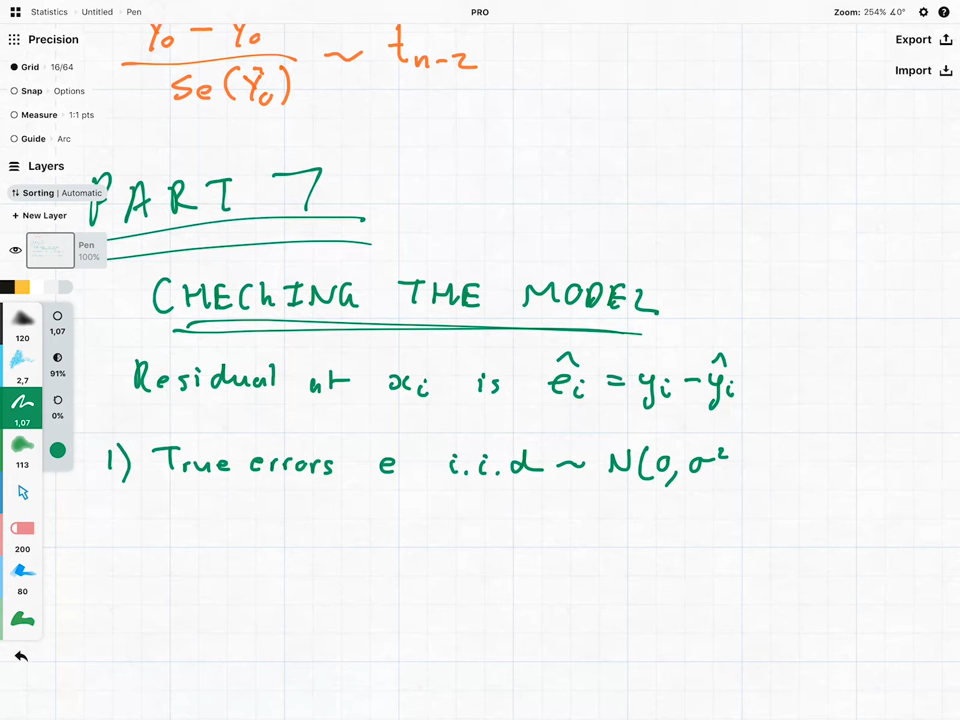 Statistics › Untitled › Pen
PRO
Zoom: 254% ∠0°
Precision
Export
Grid › 16/64
Import
Snap › Options
Measure › 1:1 pts
Guide › Arc
Layers
Sorting | Automatic
+ New Layer
Pen
100%
120
2,7
1,07
113
200
80
1,07
91%
0%
Y₀ - Y₀
Se(Ŷ₀)
~ tₙ₋₂
PART 7
CHECKING THE MODEL
Residual at xᵢ is êᵢ = yᵢ - ŷᵢ
1) True errors e i.i.d ~ N(0, σ²